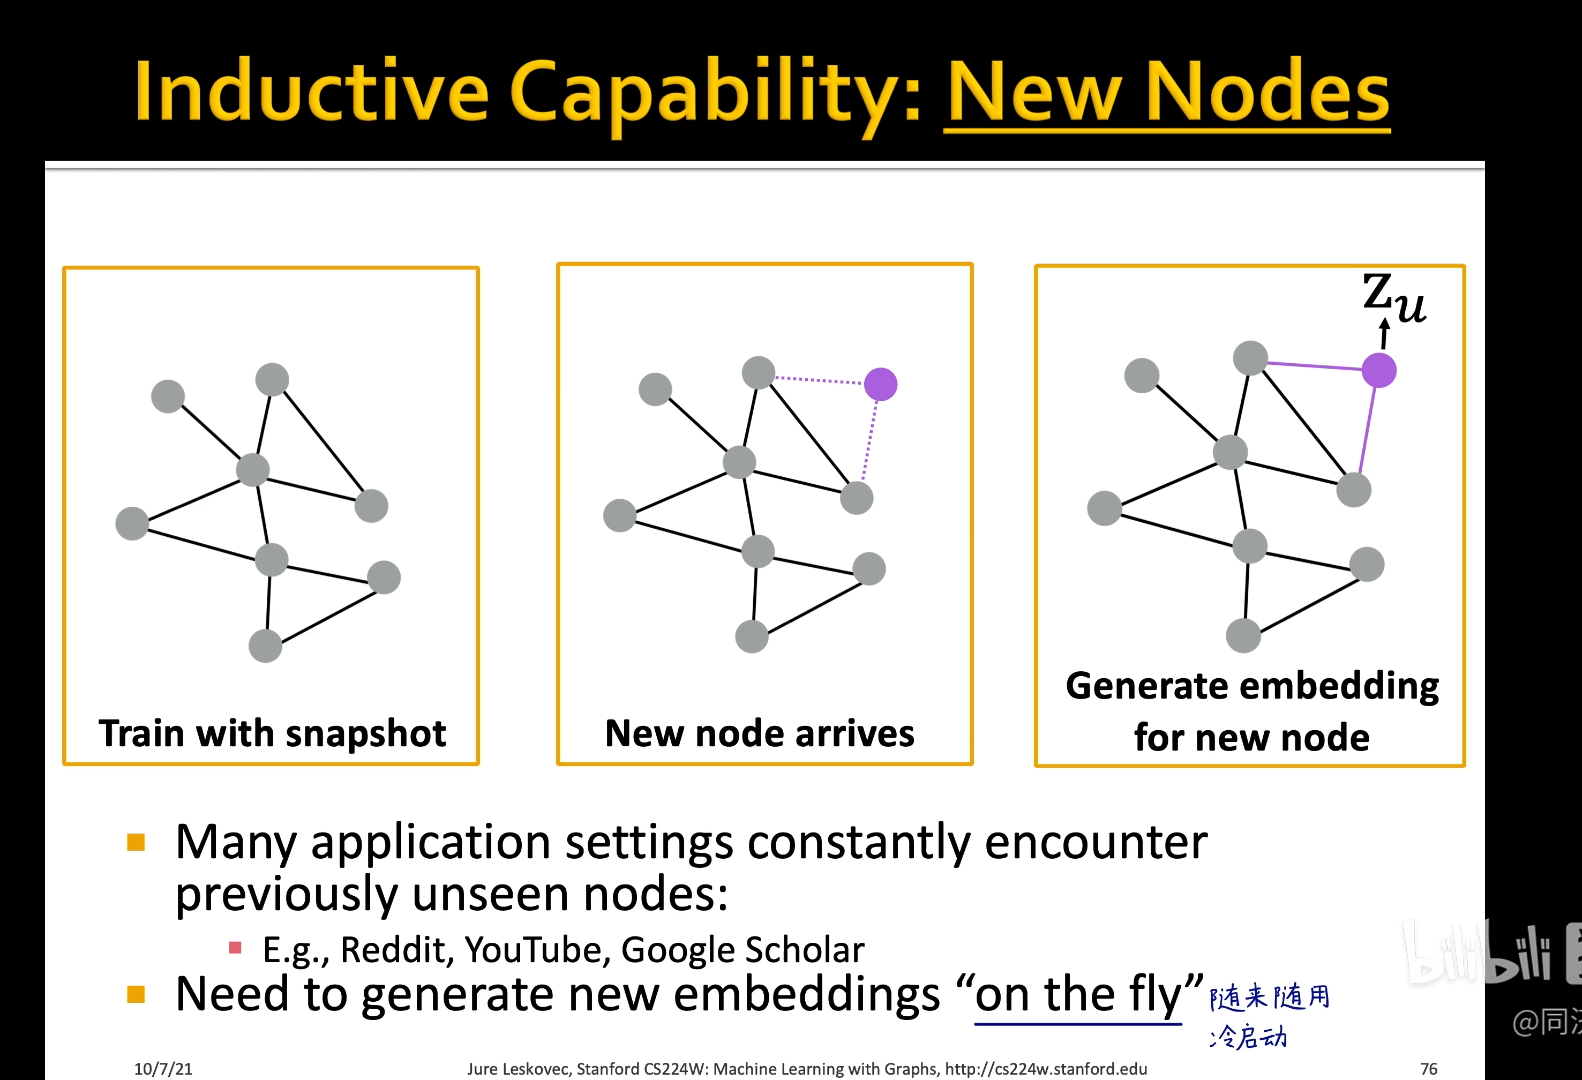 Inductive Capability: New Nodes
Z_u
Train with snapshot
New node arrives
Generate embedding
for new node
Many application settings constantly encounter
previously unseen nodes:
E.g., Reddit, YouTube, Google Scholar
Need to generate new embeddings “on the fly” 随来随用
冷启动
bilibili
@同济
10/7/21
Jure Leskovec, Stanford CS224W: Machine Learning with Graphs, http://cs224w.stanford.edu
76